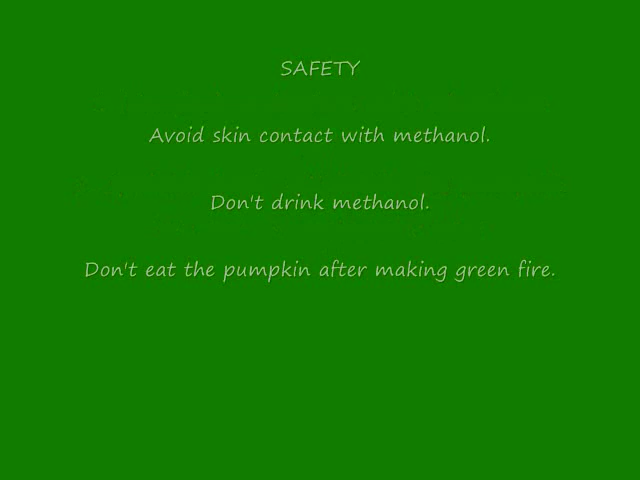 SAFETY
Avoid skin contact with methanol.
Don't drink methanol.
Don't eat the pumpkin after making green fire.